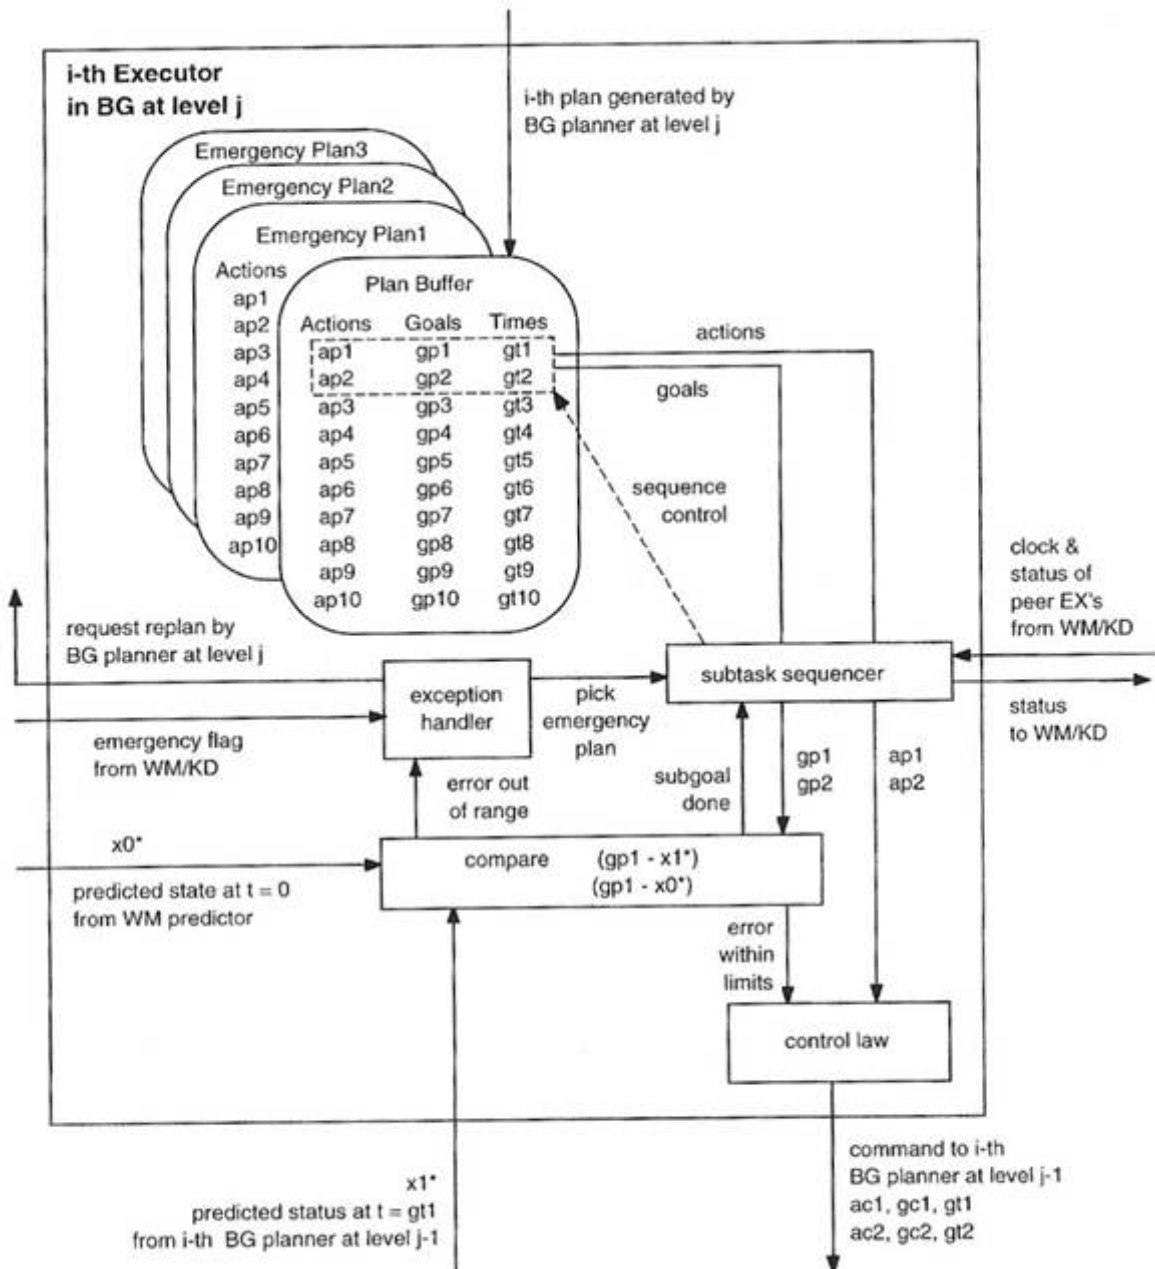 i-th Executor
in BG at level j
i-th plan generated by
BG planner at level j
Emergency Plan3
Emergency Plan2
Emergency Plan1
Actions
ap1
ap2
ap3
ap4
ap5
ap6
ap7
ap8
ap9
ap10
Plan Buffer
Actions Goals Times
ap1 gp1 gt1
ap2 gp2 gt2
ap3 gp3 gt3
ap4 gp4 gt4
ap5 gp5 gt5
ap6 gp6 gt6
ap7 gp7 gt7
ap8 gp8 gt8
ap9 gp9 gt9
ap10 gp10 gt10
actions
goals
sequence
control
clock &
status of
peer EX's
from WM/KD
request replan by
BG planner at level j
exception
handler
pick
emergency
plan
subtask sequencer
status
to WM/KD
emergency flag
from WM/KD
error out
of range
subgoal
done
gp1
gp2
ap1
ap2
x0*
predicted state at t = 0
from WM predictor
compare (gp1 - x1*)
(gp1 - x0*)
error
within
limits
control law
x1*
predicted status at t = gt1
from i-th BG planner at level j-1
command to i-th
BG planner at level j-1
ac1, gc1, gt1
ac2, gc2, gt2